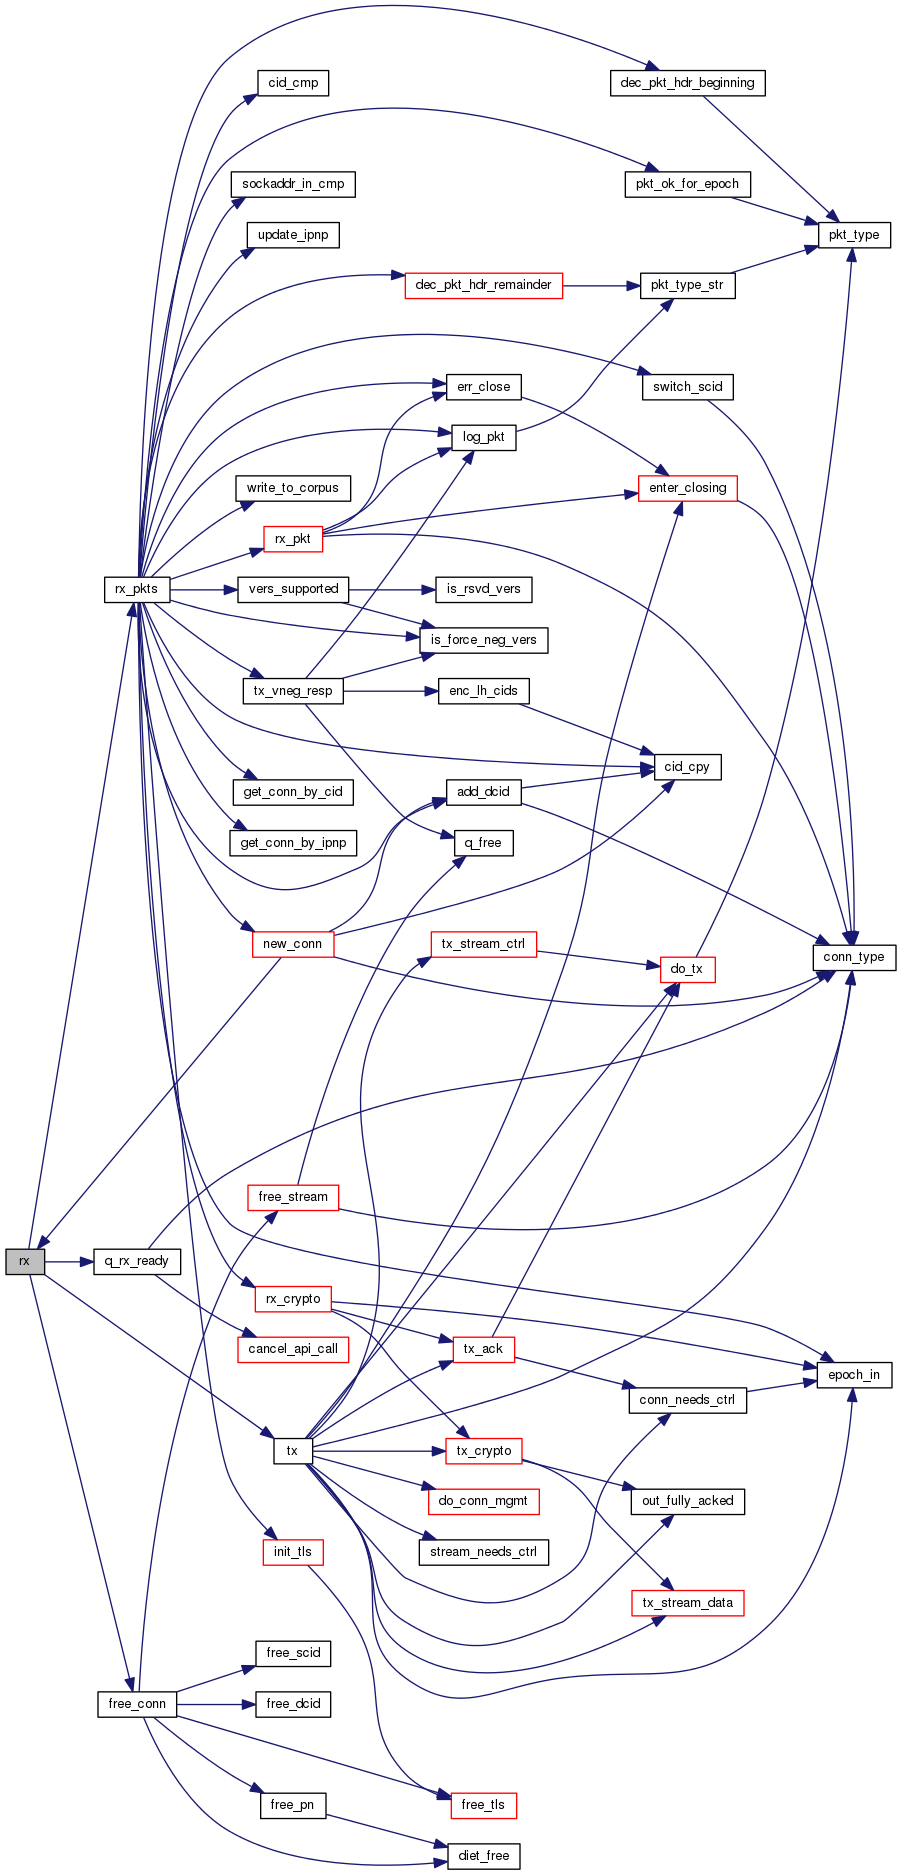 dec_pkt_hdr_beginning
cid_cmp
sockaddr_in_cmp
pkt_ok_for_epoch
update_ipnp
pkt_type
dec_pkt_hdr_remainder
pkt_type_str
err_close
switch_scid
log_pkt
write_to_corpus
enter_closing
rx_pkt
rx_pkts
vers_supported
is_rsvd_vers
is_force_neg_vers
tx_vneg_resp
enc_lh_cids
cid_cpy
get_conn_by_cid
add_dcid
get_conn_by_ipnp
q_free
new_conn
tx_stream_ctrl
do_tx
conn_type
free_stream
rx
q_rx_ready
rx_crypto
cancel_api_call
tx_ack
epoch_in
conn_needs_ctrl
tx
tx_crypto
do_conn_mgmt
out_fully_acked
init_tls
stream_needs_ctrl
tx_stream_data
free_scid
free_conn
free_dcid
free_pn
free_tls
diet_free